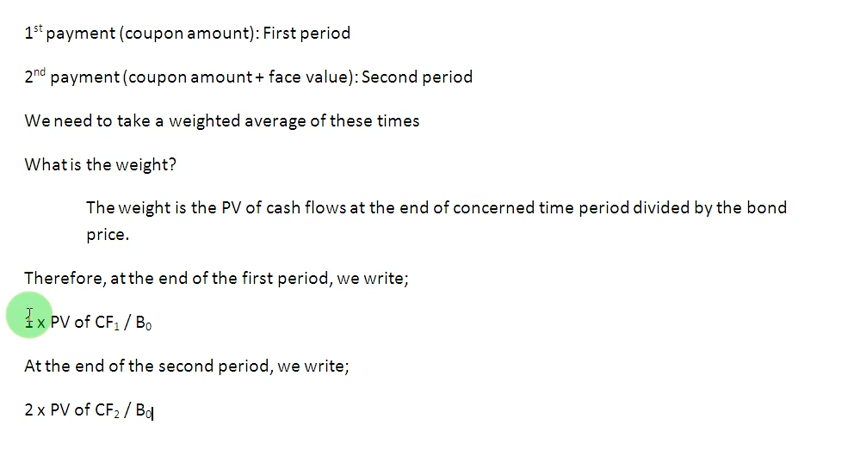 1st payment (coupon amount): First period
2nd payment (coupon amount + face value): Second period
We need to take a weighted average of these times
What is the weight?
The weight is the PV of cash flows at the end of concerned time period divided by the bond
price.
Therefore, at the end of the first period, we write;
1 x PV of CF₁ / B₀
At the end of the second period, we write;
2 x PV of CF₂ / B₀